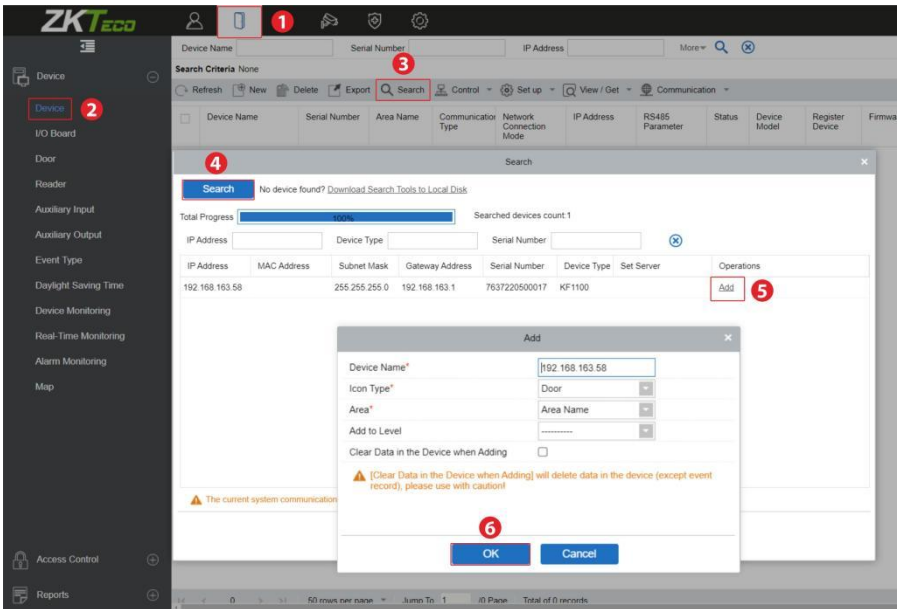 ZKTeco
1
Device Name Serial Number IP Address More
3
Search Criteria None
Device
Refresh New Delete Export Search Control Set up View / Get Communication
Device 2
Device Name Serial Number Area Name Communication Type Network Connection Mode IP Address RS485 Parameter Status Device Model Register Device Firmwa
I/O Board
Door
4
Search
Reader
Search No device found? Download Search Tools to Local Disk
Auxiliary Input
Total Progress 100% Searched devices count:1
Auxiliary Output
IP Address Device Type Serial Number
Event Type
IP Address MAC Address Subnet Mask Gateway Address Serial Number Device Type Set Server Operations
Daylight Saving Time
192.168.163.58 255.255.255.0 192.168.163.1 7637220500017 KF1100 Add 5
Device Monitoring
Real-Time Monitoring
Add
Alarm Monitoring
Device Name* 192.168.163.58
Map
Icon Type* Door
Area* Area Name
Add to Level ----------
Clear Data in the Device when Adding
[Clear Data in the Device when Adding] will delete data in the device (except event
record), please use with caution!
The current system communication
6
OK Cancel
Access Control
Reports
0 50 rows per page Jump To 1 /0 Page Total of 0 records